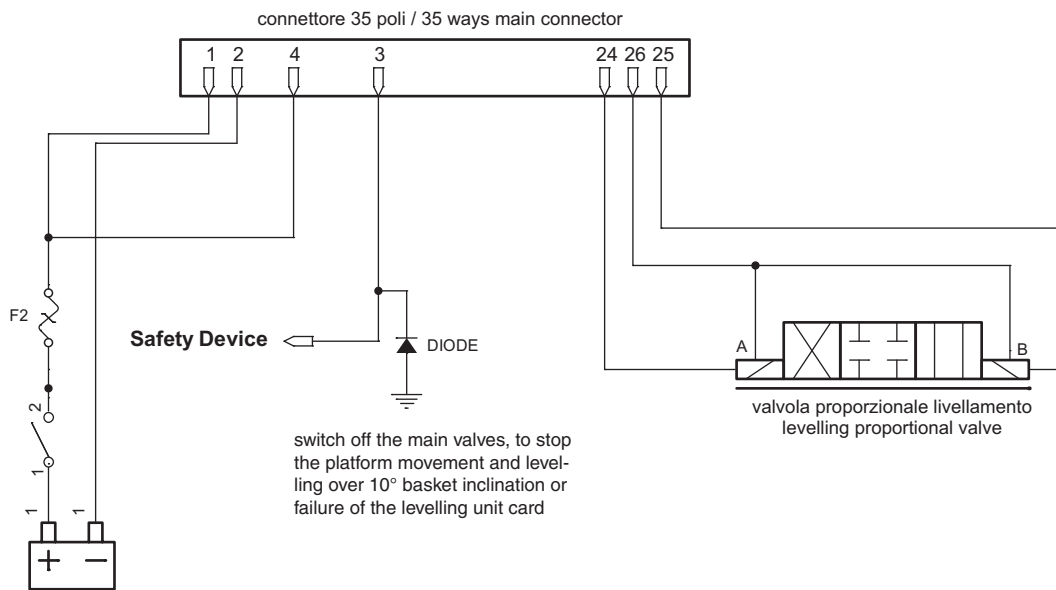 connettore 35 poli / 35 ways main connector
1 2 4 3 24 26 25
F2
Safety Device
DIODE
A
B
valvola proporzionale livellamento
levelling proportional valve
switch off the main valves, to stop
the platform movement and level-
ling over 10° basket inclination or
failure of the levelling unit card
2
1
1 1
+ −